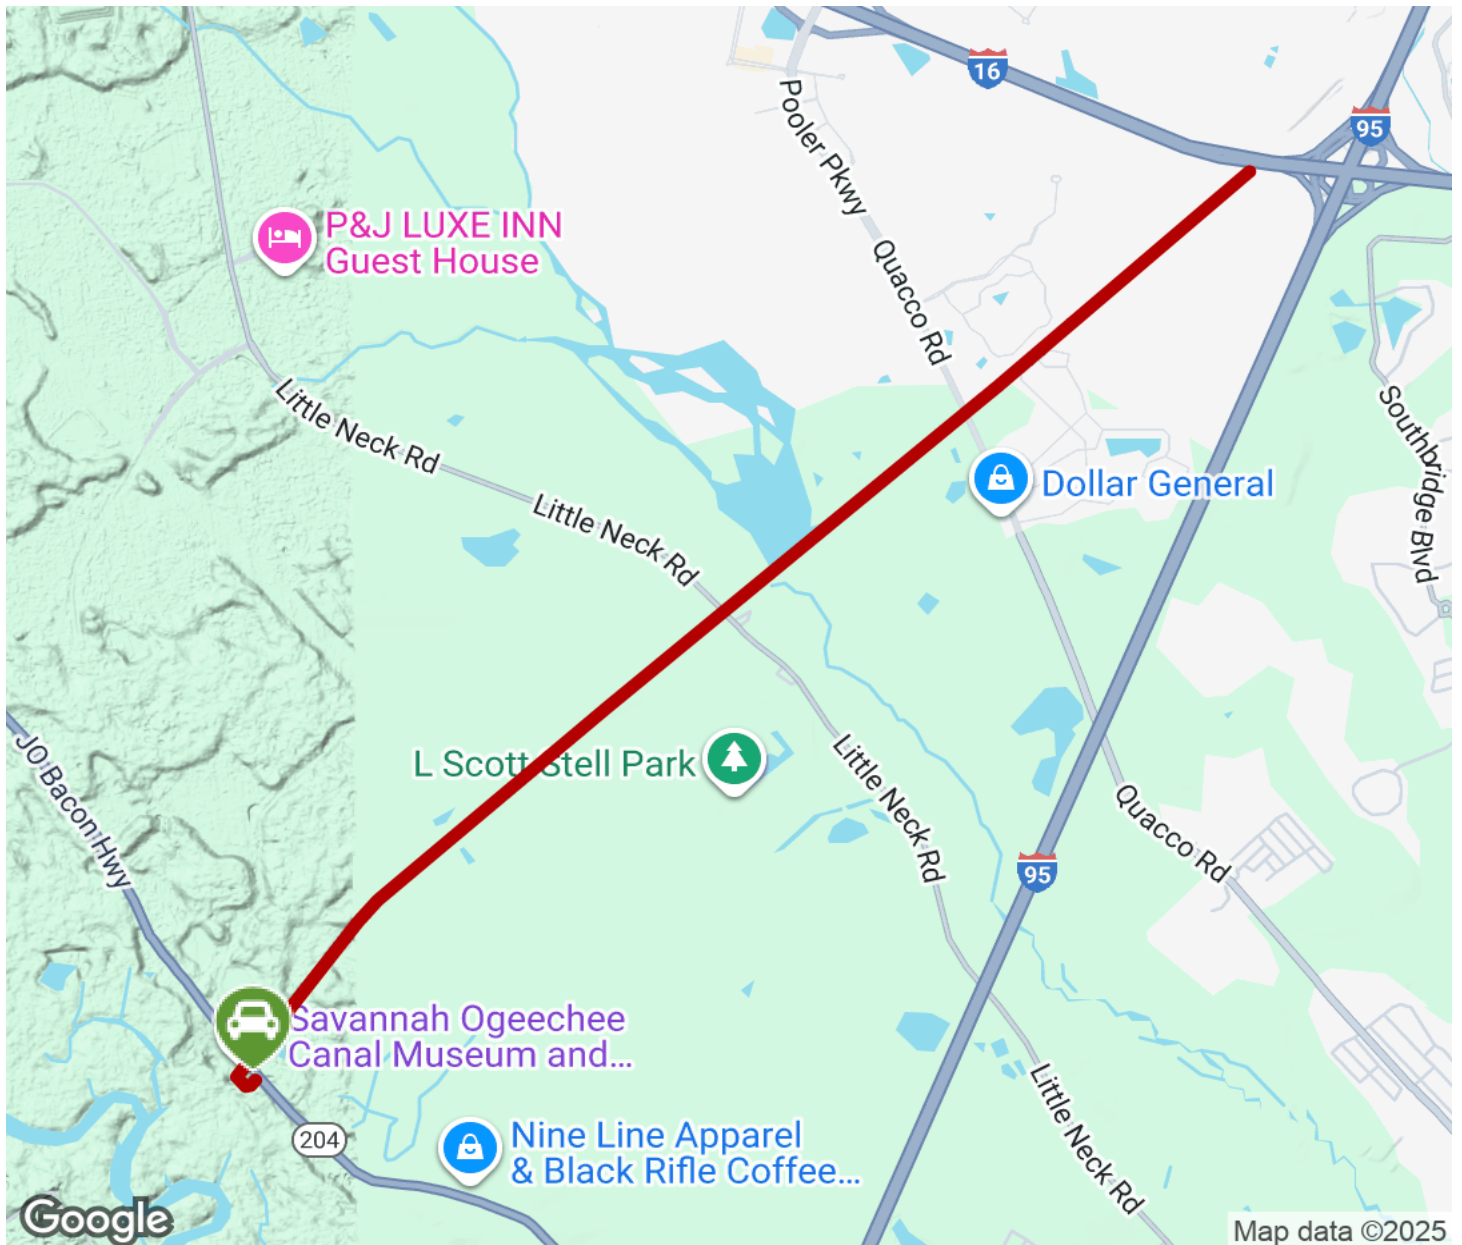 16
95
Pooler Pkwy
P&J LUXE INN
Guest House
Quacco Rd
Little Neck Rd
Southbridge Blvd
Dollar General
Little Neck Rd
L Scott Stell Park
JO Bacon Hwy
Little Neck Rd
Quacco Rd
95
Savannah Ogeechee
Canal Museum and...
Little Neck Rd
204
Nine Line Apparel
& Black Rifle Coffee...
Google
Map data ©2025